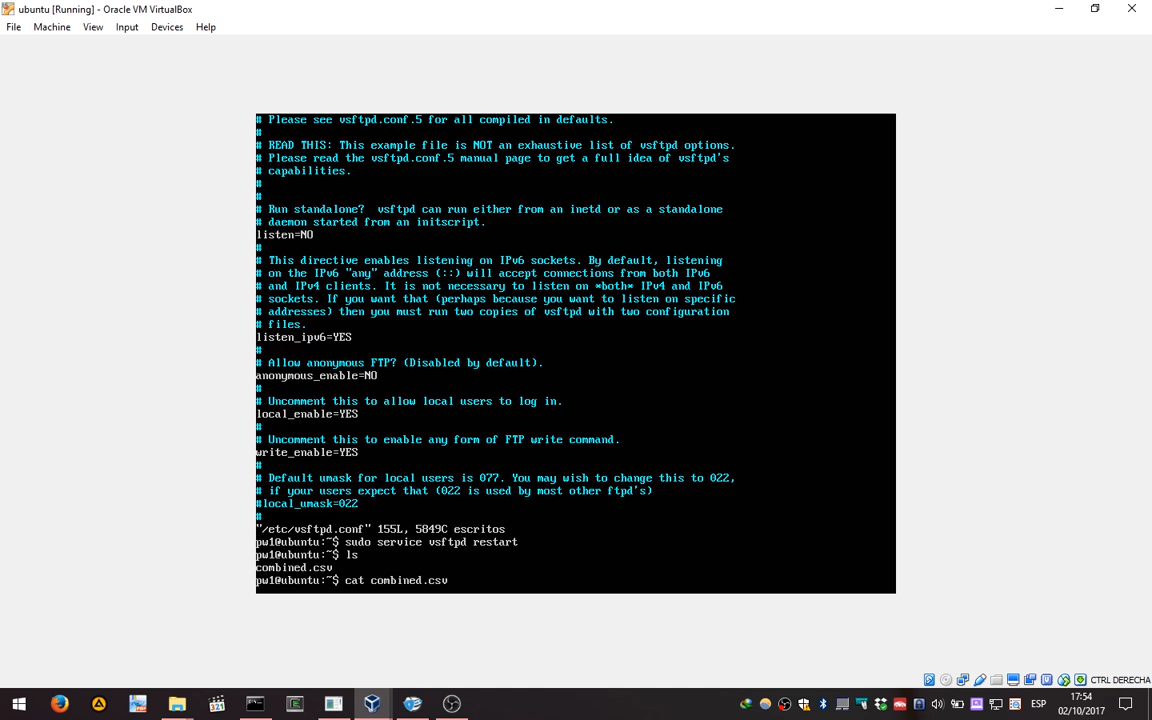 ubuntu [Running] - Oracle VM VirtualBox
File Machine View Input Devices Help
# Please see vsftpd.conf.5 for all compiled in defaults.
#
# READ THIS: This example file is NOT an exhaustive list of vsftpd options.
# Please read the vsftpd.conf.5 manual page to get a full idea of vsftpd's
# capabilities.
#
#
# Run standalone?  vsftpd can run either from an inetd or as a standalone
# daemon started from an initscript.
listen=NO
#
# This directive enables listening on IPv6 sockets. By default, listening
# on the IPv6 "any" address (::) will accept connections from both IPv6
# and IPv4 clients. It is not necessary to listen on *both* IPv4 and IPv6
# sockets. If you want that (perhaps because you want to listen on specific
# addresses) then you must run two copies of vsftpd with two configuration
# files.
listen_ipv6=YES
#
# Allow anonymous FTP? (Disabled by default).
anonymous_enable=NO
#
# Uncomment this to allow local users to log in.
local_enable=YES
#
# Uncomment this to enable any form of FTP write command.
write_enable=YES
#
# Default umask for local users is 077. You may wish to change this to 022,
# if your users expect that (022 is used by most other ftpd's)
#local_umask=022
#
"/etc/vsftpd.conf" 155L, 5849C escritos
pw1@ubuntu:~$ sudo service vsftpd restart
pw1@ubuntu:~$ ls
combined.csv
pw1@ubuntu:~$ cat combined.csv
CTRL DERECHA
321
ESP
17:54
02/10/2017